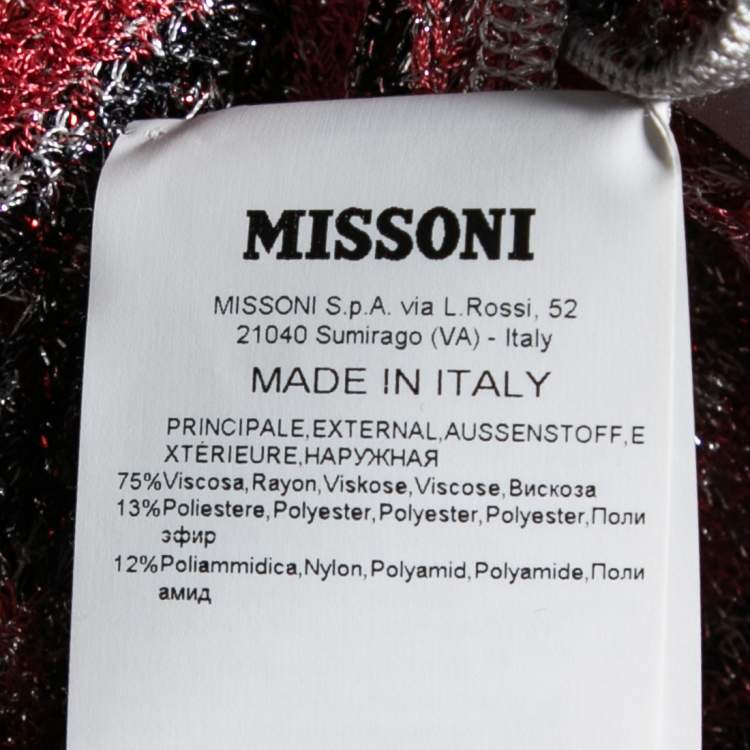 MISSONI
MISSONI S.p.A. via L.Rossi, 52
21040 Sumirago (VA) - Italy
MADE IN ITALY
PRINCIPALE,EXTERNAL,AUSSENSTOFF,E
XTÉRIEURE,НАРУЖНАЯ
75%Viscosa,Rayon,Viskose,Viscose,Вискоза
13%Poliestere,Polyester,Polyester,Polyester,Поли
эфир
12%Poliammidica,Nylon,Polyamid,Polyamide,Поли
амид